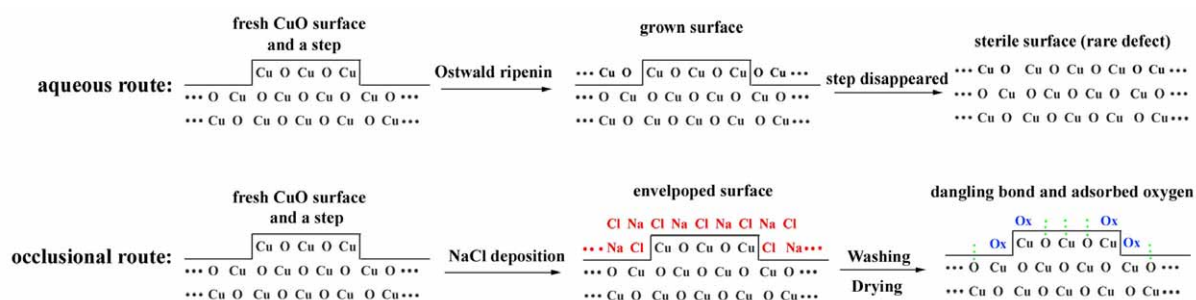 fresh CuO surface
and a step
grown surface
sterile surface (rare defect)
aqueous route:
Cu O Cu O Cu
Ostwald ripenin
··· Cu O Cu O Cu O Cu O Cu ···
step disappeared
··· Cu O Cu O Cu O Cu O Cu ···
··· O Cu O Cu O Cu O Cu O ···
··· O Cu O Cu O Cu O Cu O ···
··· O Cu O Cu O Cu O Cu O ···
··· Cu O Cu O Cu O Cu O Cu ···
··· Cu O Cu O Cu O Cu O Cu ···
··· Cu O Cu O Cu O Cu O Cu ···
fresh CuO surface
and a step
envelpoped surface
dangling bond and adsorbed oxygen
occlusional route:
Cu O Cu O Cu
NaCl deposition
Cl Na Cl Na Cl Na Cl Na Cl
··· Na Cl Cu O Cu O Cu Cl Na ···
Washing
Drying
Ox Ox
Ox Cu O Cu O Cu Ox
··· O Cu O Cu O Cu O Cu O ···
··· O Cu O Cu O Cu O Cu O ···
··· O Cu O Cu O Cu O Cu O ···
··· Cu O Cu O Cu O Cu O Cu ···
··· Cu O Cu O Cu O Cu O Cu ···
··· Cu O Cu O Cu O Cu O Cu ···